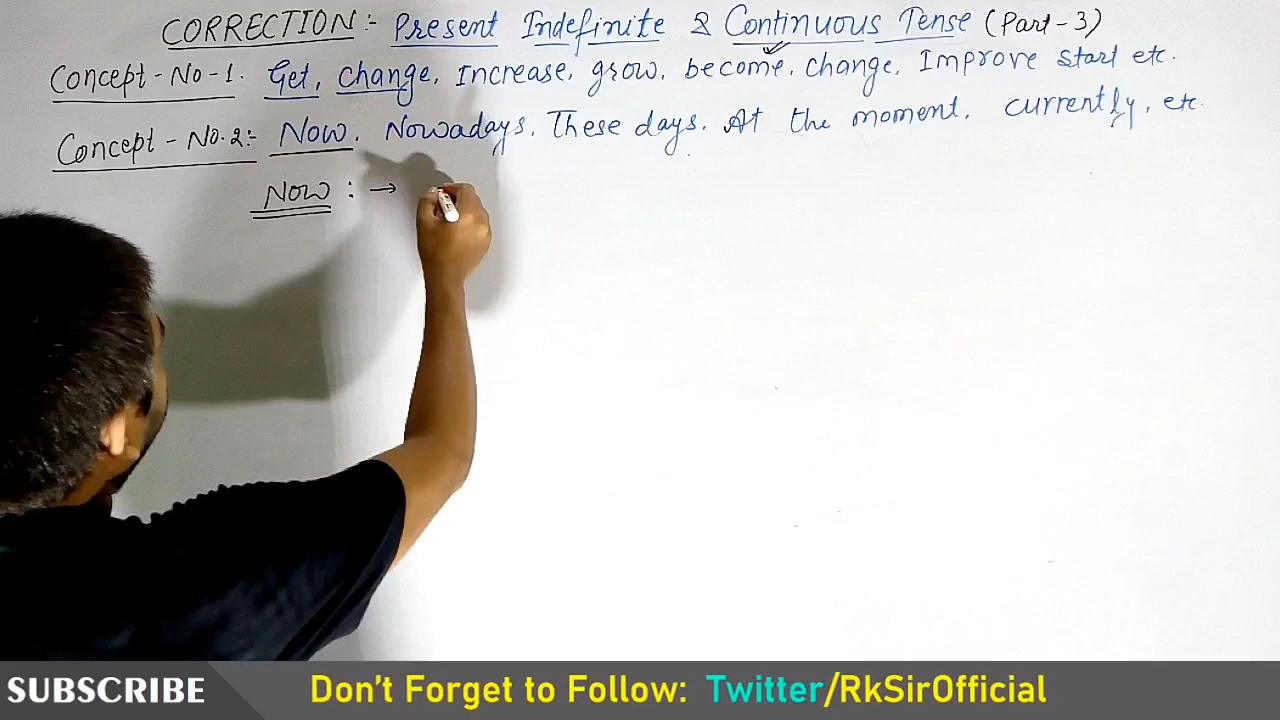 CORRECTION:- Present Indefinite & Continuous Tense (Part-3)
Concept-No-1. Get, change, Increase, grow, become, change, Improve start etc.
Concept-No.2:- Now, Nowadays, These days, At the moment, currently, etc.
Now : →
SUBSCRIBE Don't Forget to Follow: Twitter/RkSirOfficial